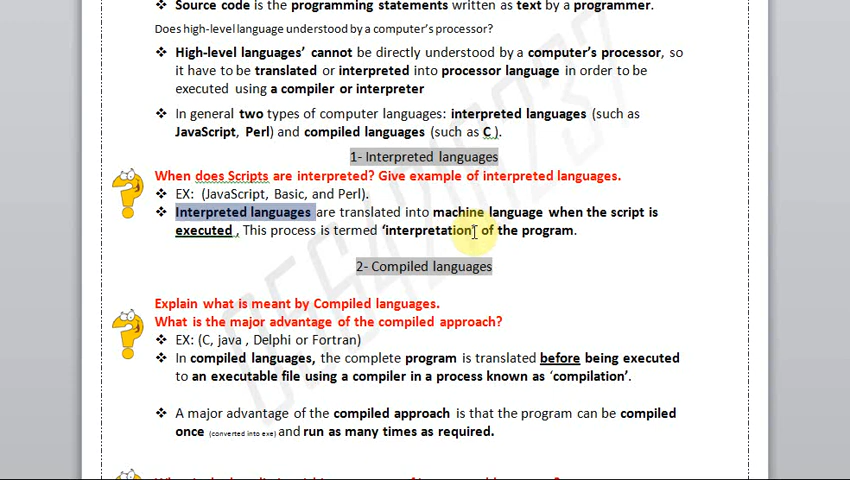 ❖ Source code is the programming statements written as text by a programmer.
Does high-level language understood by a computer's processor?
❖ High-level languages' cannot be directly understood by a computer's processor, so
it have to be translated or interpreted into processor language in order to be
executed using a compiler or interpreter
❖ In general two types of computer languages: interpreted languages (such as
JavaScript, Perl) and compiled languages (such as C ).
1- Interpreted languages
When does Scripts are interpreted? Give example of interpreted languages.
❖ EX: (JavaScript, Basic, and Perl).
❖ Interpreted languages are translated into machine language when the script is
executed , This process is termed 'interpretation' of the program.
2- Compiled languages
Explain what is meant by Compiled languages.
What is the major advantage of the compiled approach?
❖ EX: (C, java , Delphi or Fortran)
❖ In compiled languages, the complete program is translated before being executed
to an executable file using a compiler in a process known as 'compilation'.
❖ A major advantage of the compiled approach is that the program can be compiled
once (converted into exe) and run as many times as required.